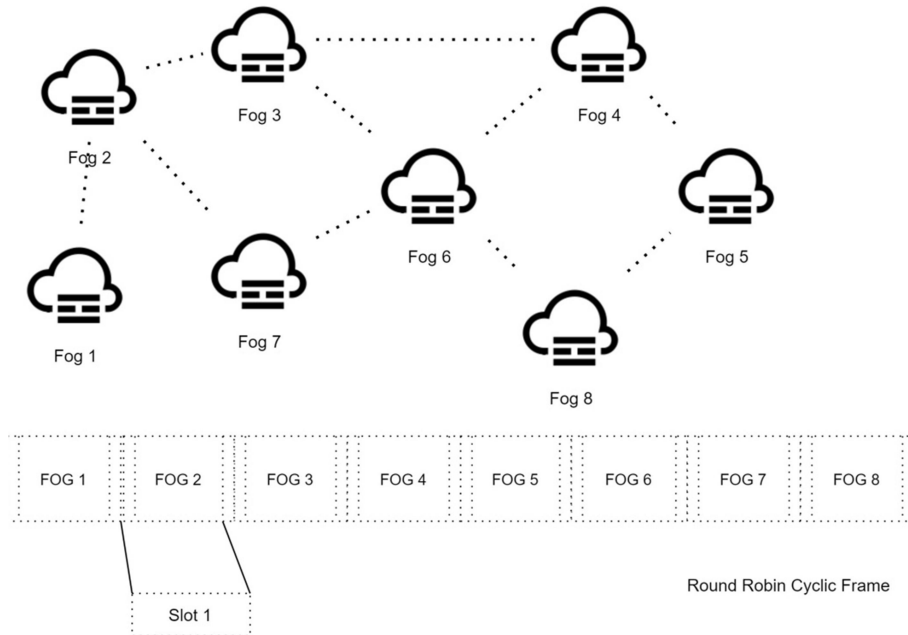 Fog 3
Fog 4
Fog 2
Fog 6
Fog 5
Fog 7
Fog 1
Fog 8
FOG 1
FOG 2
FOG 3
FOG 4
FOG 5
FOG 6
FOG 7
FOG 8
Round Robin Cyclic Frame
Slot 1